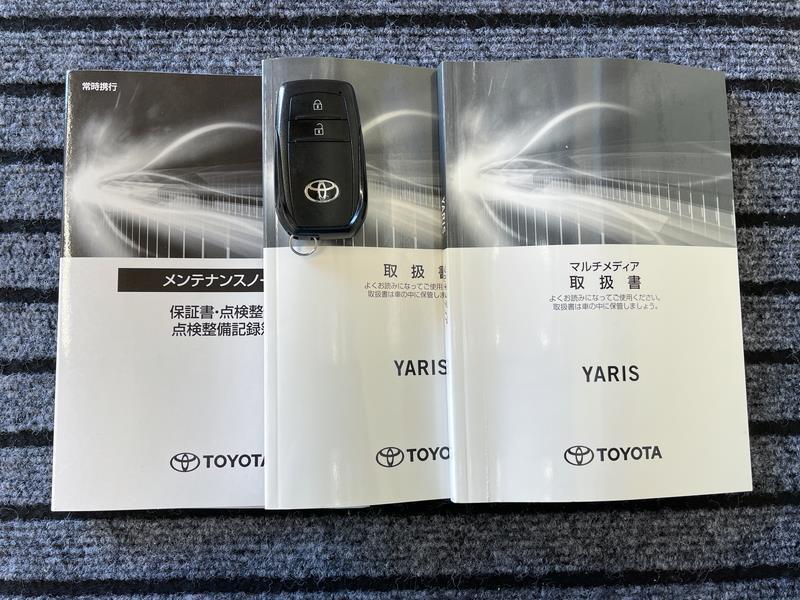 常時携行
メンテナンスノー
保証書・点検整
点検整備記録
TOYOTA
取扱
よくお読みになってご使用
取扱書は車の中に保管しま
YARIS
TOYO
YARIS
マルチメディア
取扱書
よくお読みになってご使用ください。
取扱書は車の中に保管しましょう。
YARIS
TOYOTA